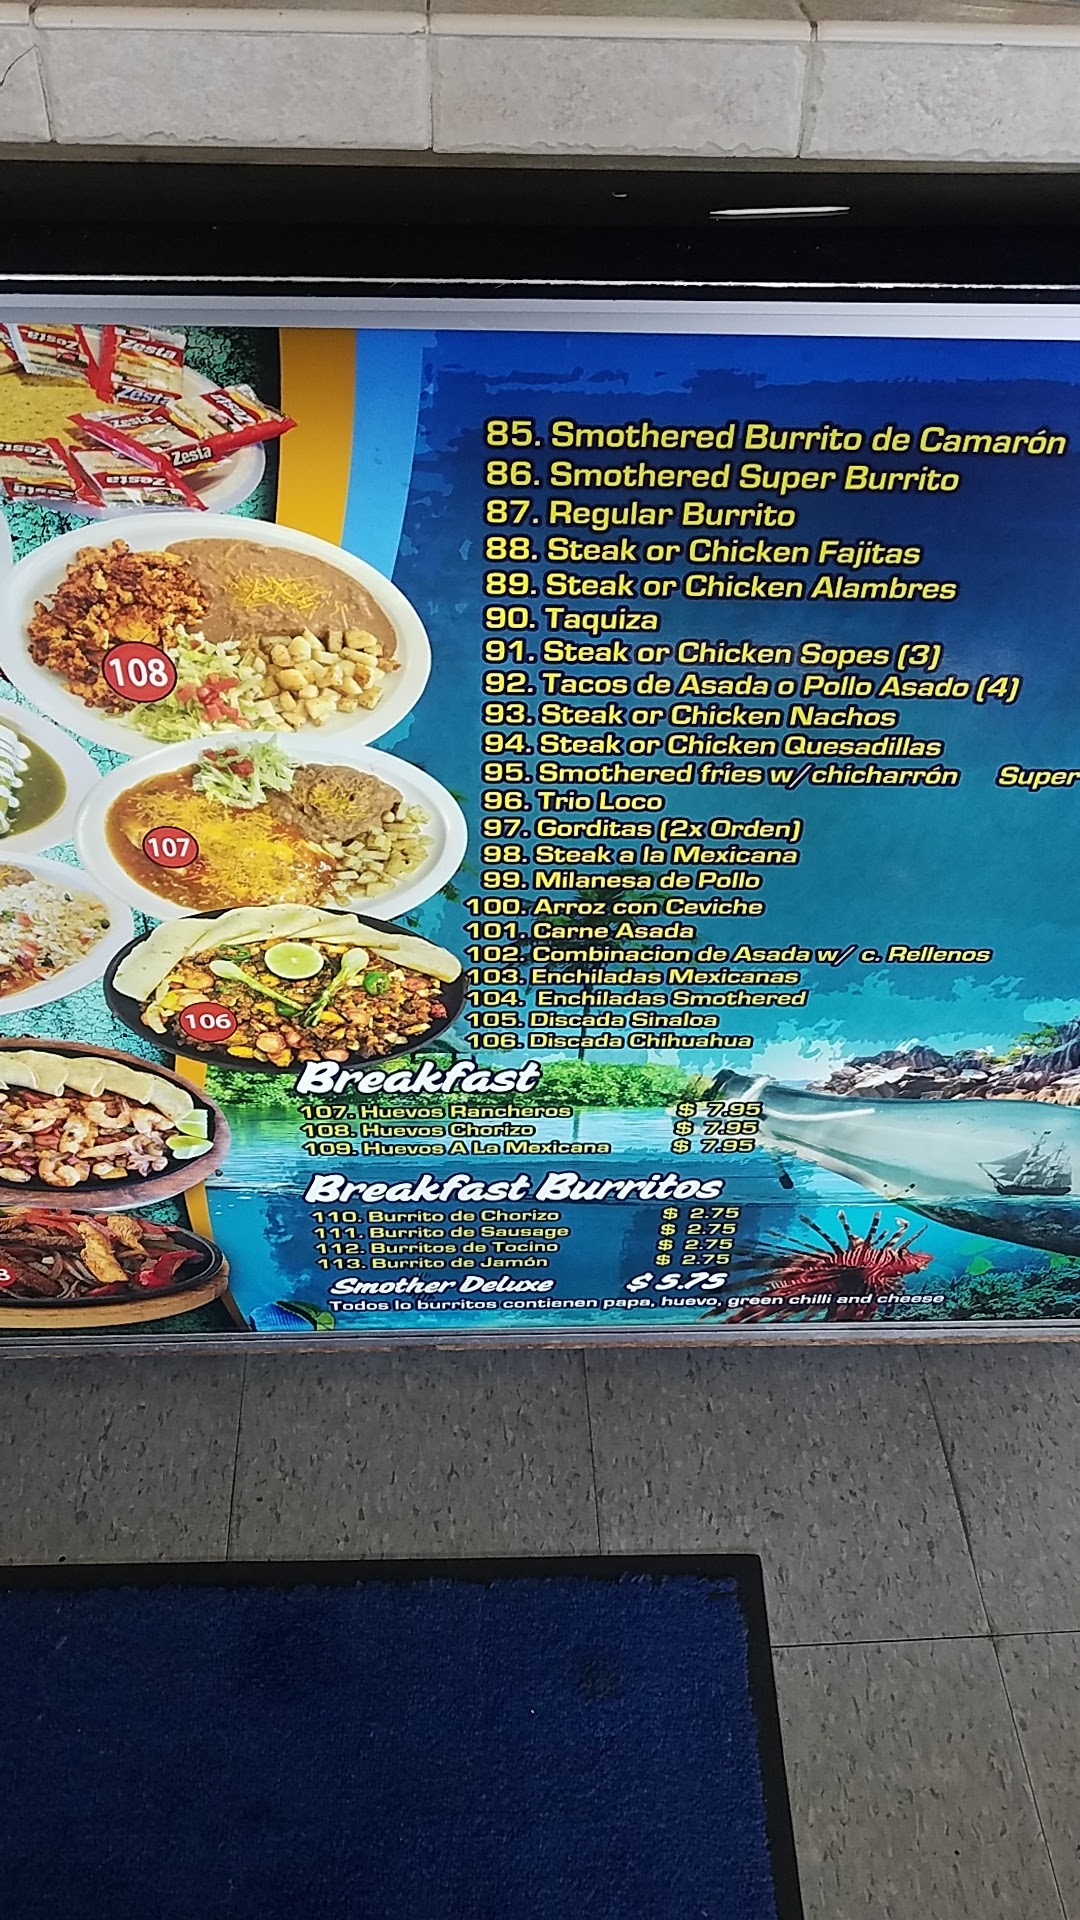 Zesta
Zesta
Zesta
Zesta
Zesta
Zesta
Zesta
Zesta
108
107
106
85. Smothered Burrito de Camarón
86. Smothered Super Burrito
87. Regular Burrito
88. Steak or Chicken Fajitas
89. Steak or Chicken Alambres
90. Taquiza
91. Steak or Chicken Sopes (3)
92. Tacos de Asada o Pollo Asado (4)
93. Steak or Chicken Nachos
94. Steak or Chicken Quesadillas
95. Smothered fries w/chicharrón Super
96. Trio Loco
97. Gorditas (2x Orden)
98. Steak a la Mexicana
99. Milanesa de Pollo
100. Arroz con Ceviche
101. Carne Asada
102. Combinacion de Asada w/ c. Rellenos
103. Enchiladas Mexicanas
104. Enchiladas Smothered
105. Discada Sinaloa
106. Discada Chihuahua
Breakfast
107. Huevos Rancheros $ 7.95
108. Huevos Chorizo $ 7.95
109. Huevos A La Mexicana $ 7.95
Breakfast Burritos
110. Burrito de Chorizo $ 2.75
111. Burrito de Sausage $ 2.75
112. Burritos de Tocino $ 2.75
113. Burrito de Jamón $ 2.75
Smother Deluxe $ 5.75
Todos lo burritos contienen papa, huevo, green chilli and cheese